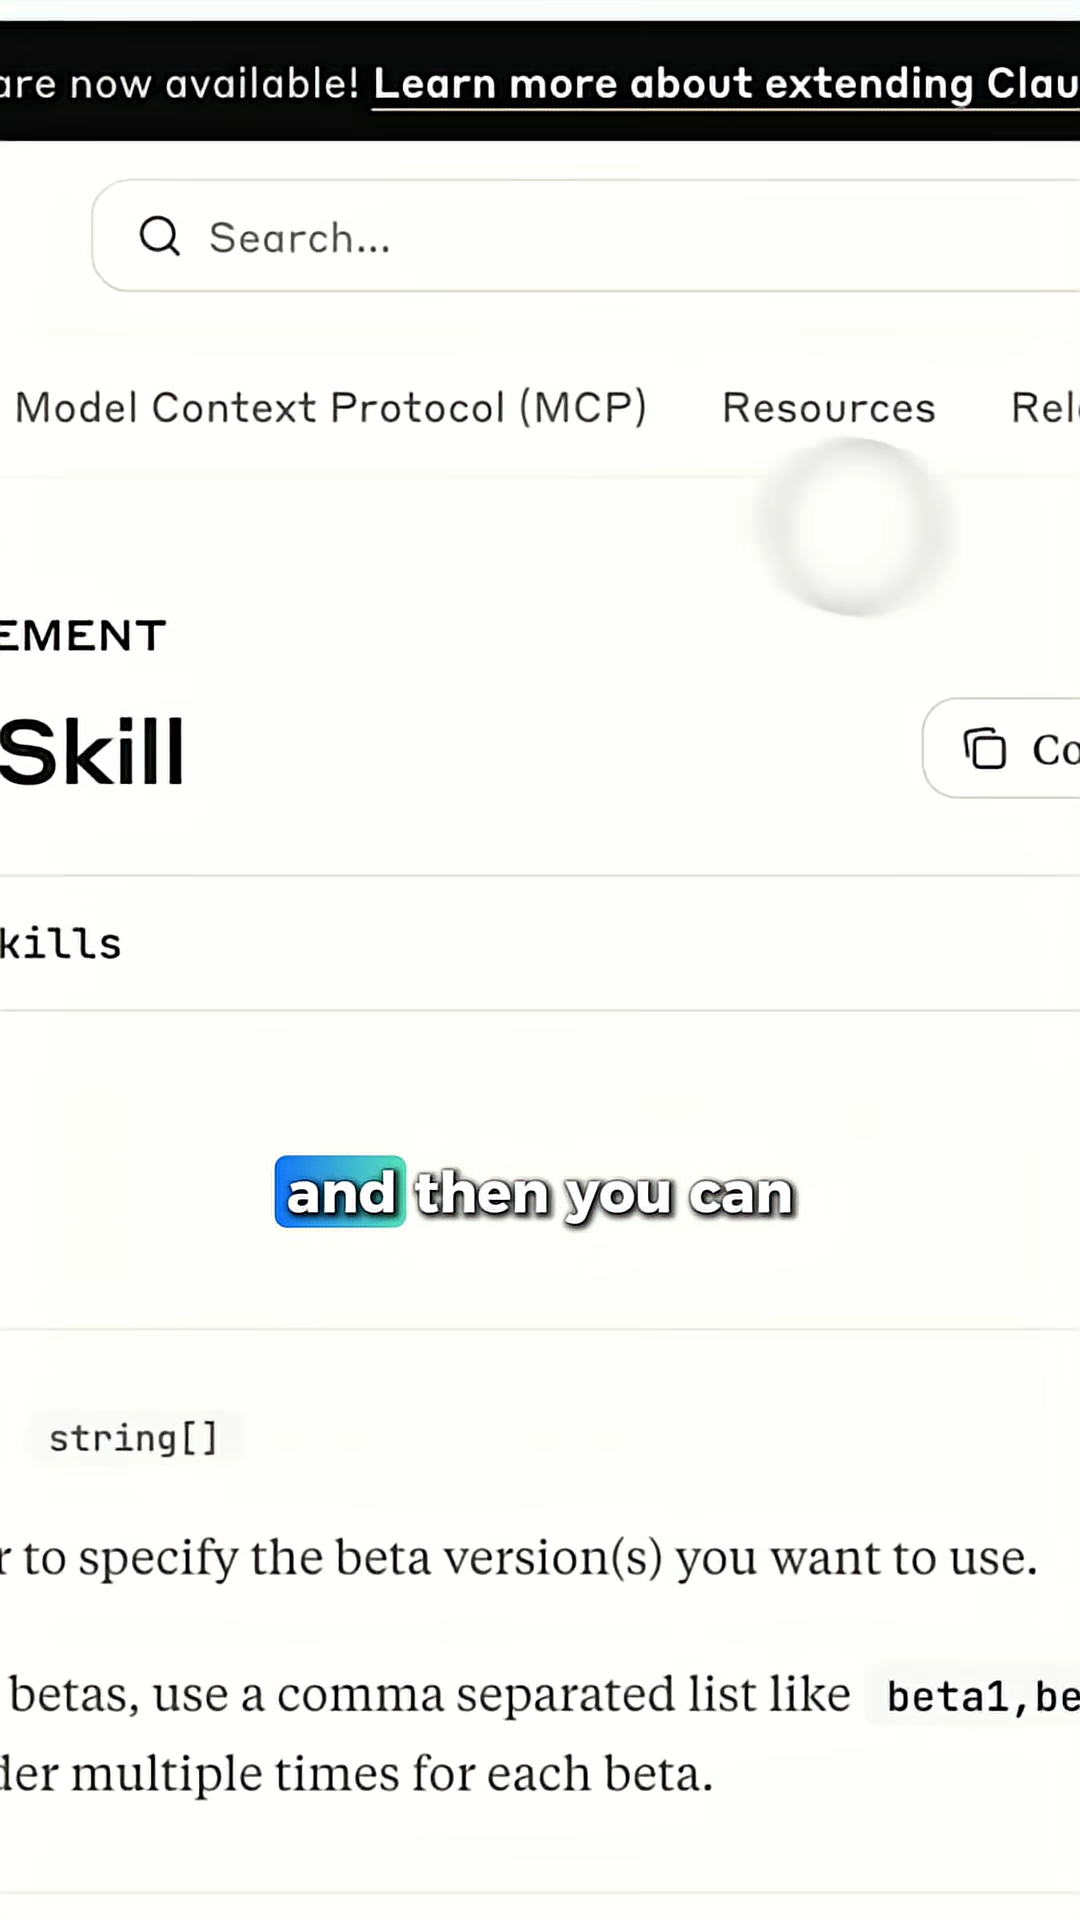 are now available! Learn more about extending Clau
Search...
Model Context Protocol (MCP) Resources Rel
EMENT
Skill
Co
kills
and then you can
string[]
r to specify the beta version(s) you want to use.
betas, use a comma separated list like beta1,be
der multiple times for each beta.